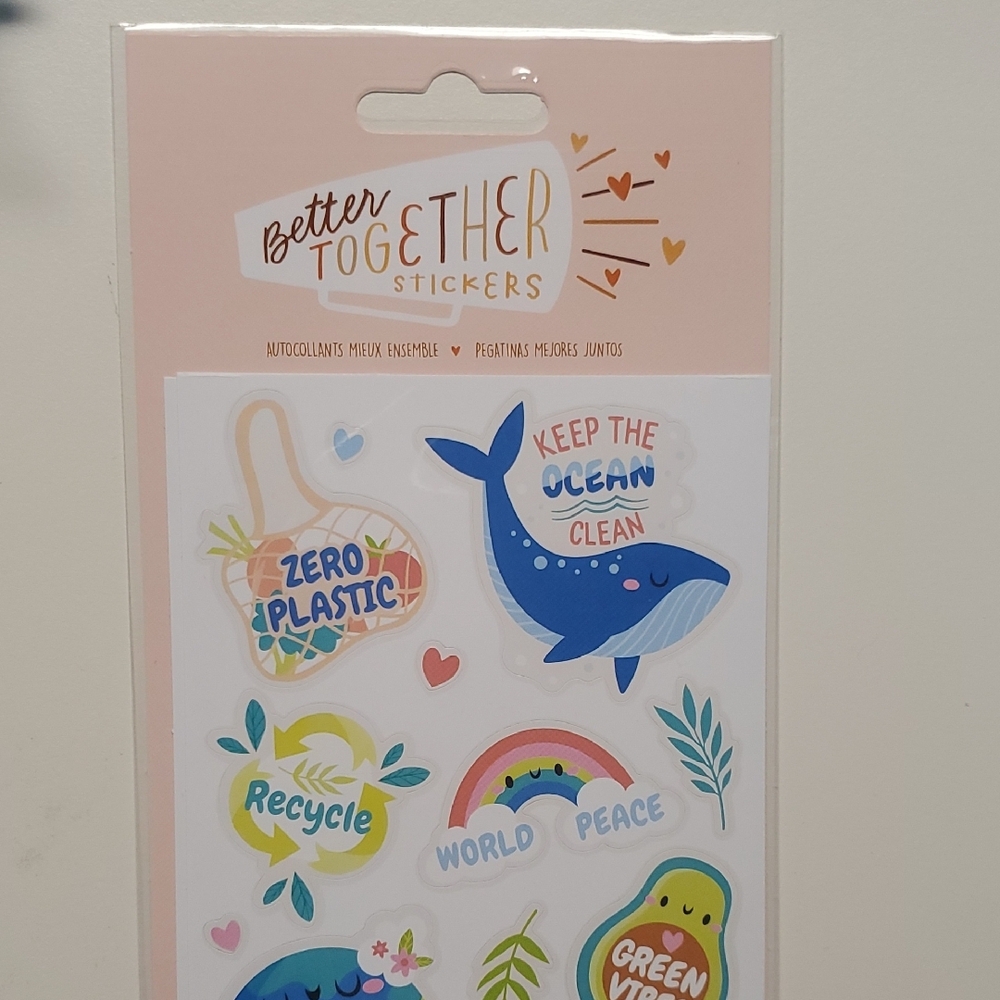 Better
TOGETHER
STICKERS
AUTOCOLLANTS MIEUX ENSEMBLE ♥ PEGATINAS MEJORES JUNTOS
KEEP THE
OCEAN
CLEAN
ZERO
PLASTIC
Recycle
WORLD PEACE
GREEN